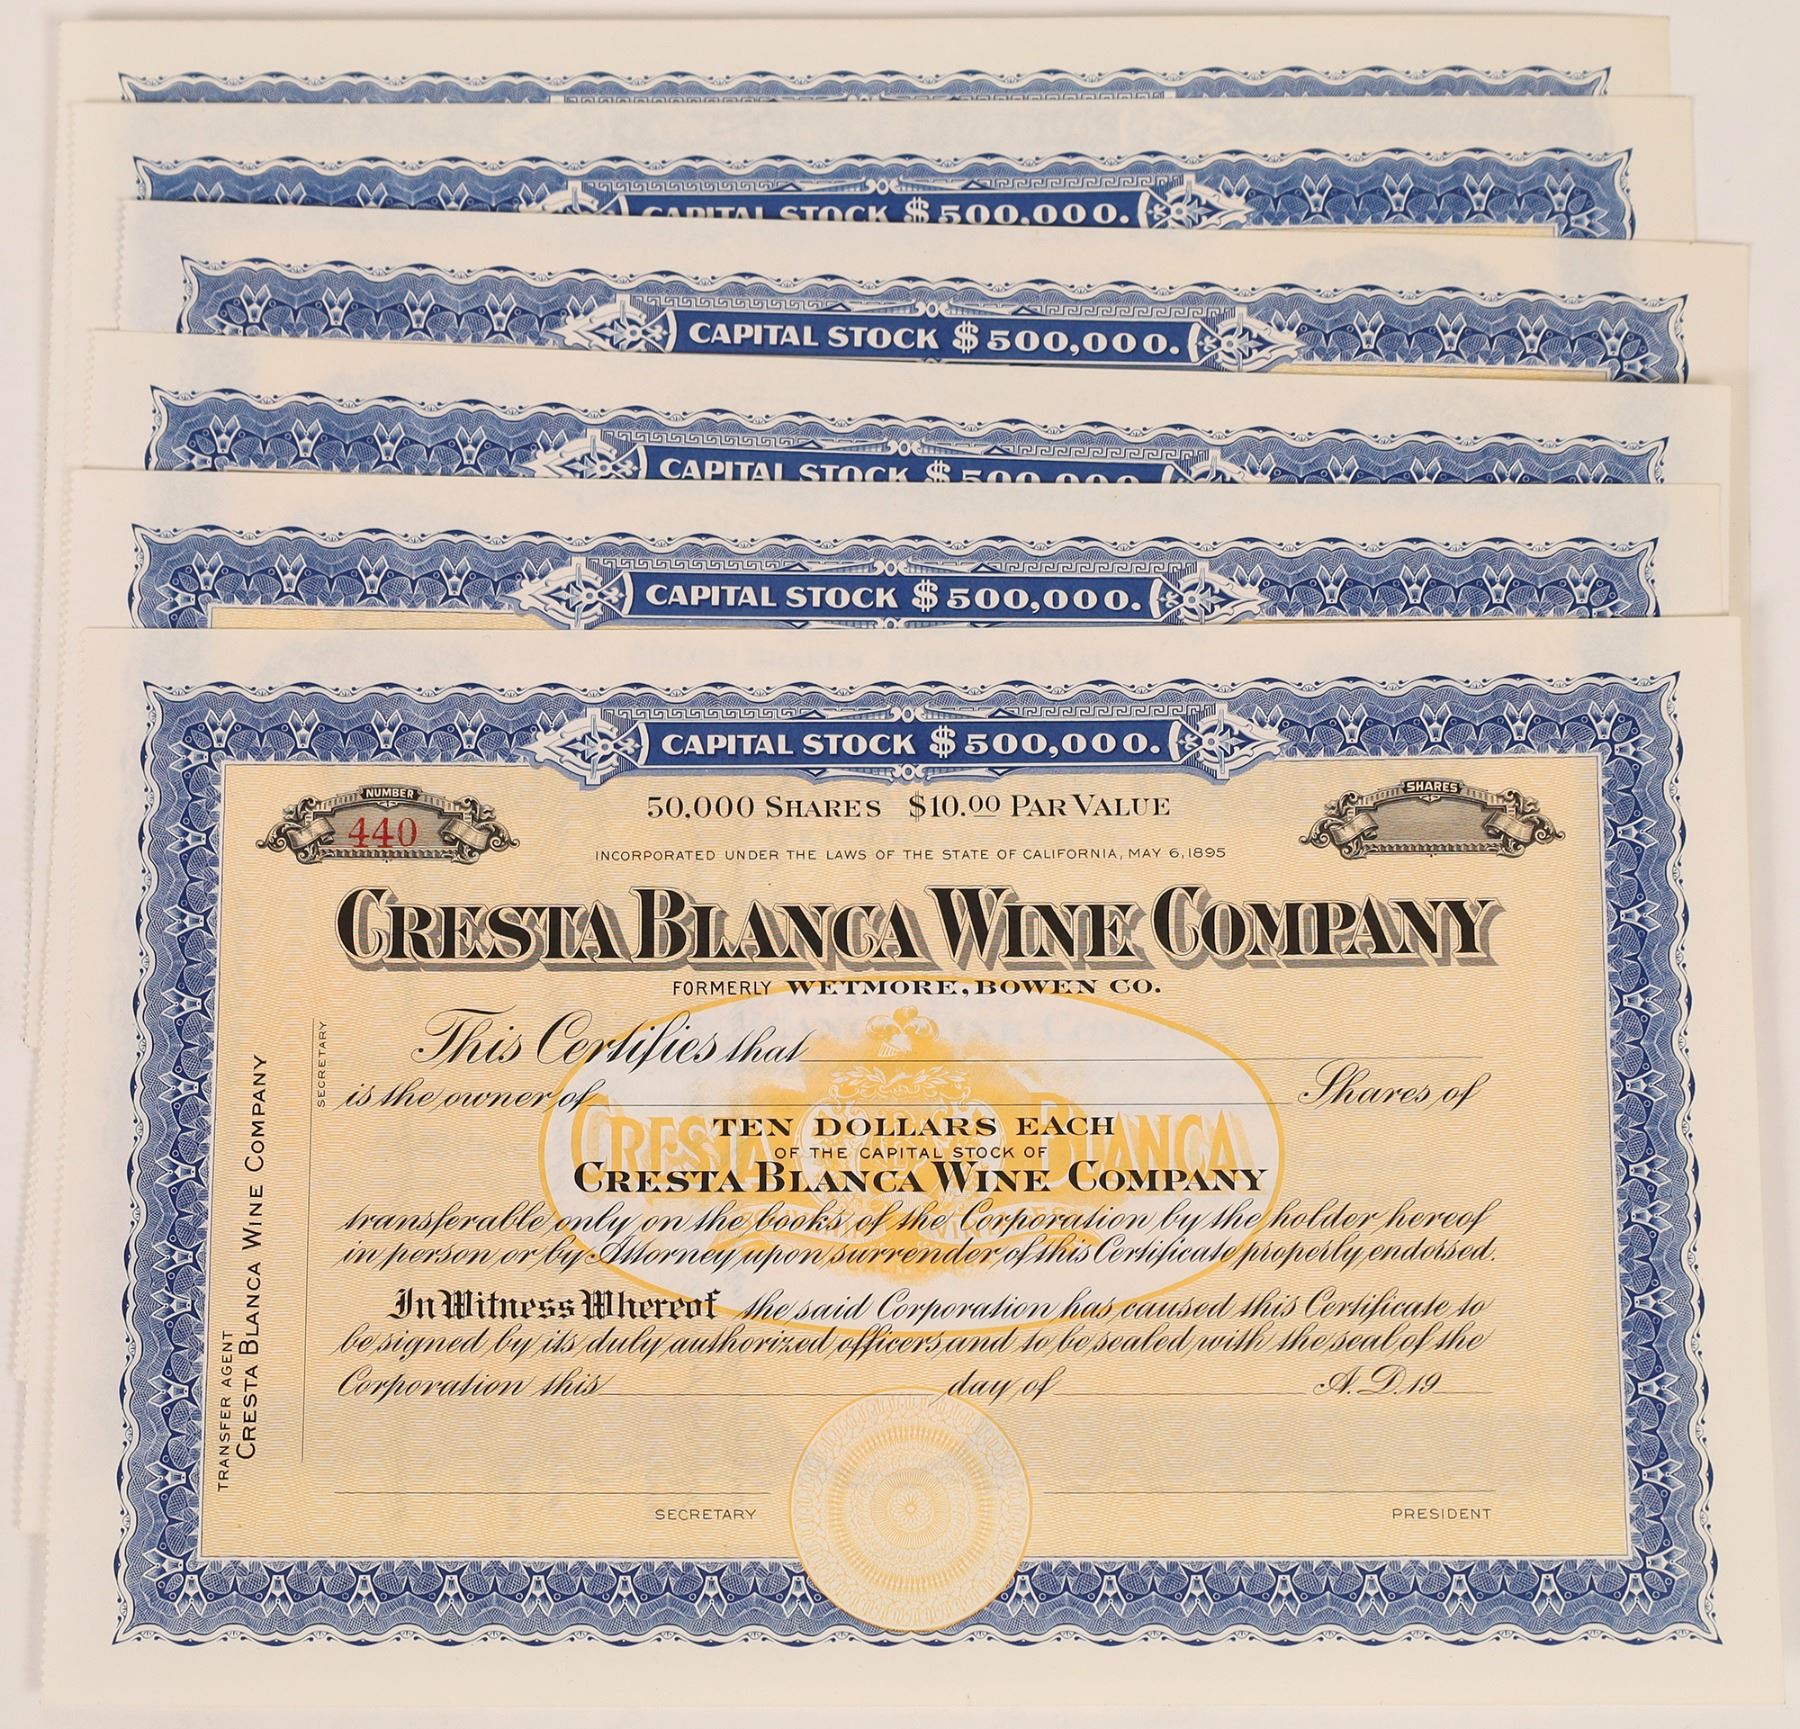 CAPITAL STOCK $500,000.
CAPITAL STOCK $500,000.
CAPITAL STOCK $500,000.
CAPITAL STOCK $500,000.
CAPITAL STOCK $500,000.
NUMBER
440
SHARES
50,000 SHARES $10.00 PAR VALUE
INCORPORATED UNDER THE LAWS OF THE STATE OF CALIFORNIA, MAY 6, 1895
CRESTA BLANCA WINE COMPANY
FORMERLY WETMORE, BOWEN CO.
This Certifies that
is the owner of Shares of
CRESTA BLANCA
TEN DOLLARS EACH
OF THE CAPITAL STOCK OF
CRESTA BLANCA WINE COMPANY
transferable only on the books of the Corporation by the holder hereof
in person or by Attorney upon surrender of this Certificate properly endorsed.
In Witness Whereof the said Corporation has caused this Certificate to
be signed by its duly authorized officers and to be sealed with the seal of the
Corporation this day of A.D. 19
SECRETARY
PRESIDENT
TRANSFER AGENT
CRESTA BLANCA WINE COMPANY
SECRETARY